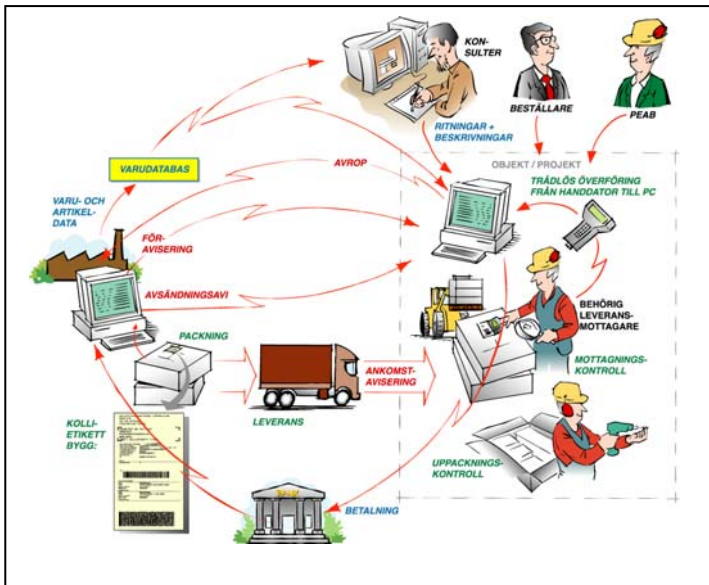 KON-
SULTER
BESTÄLLARE
PEAB
RITNINGAR +
BESKRIVNINGAR
OBJEKT / PROJEKT
VARUDATABAS
AVROP
TRÅDLÖS ÖVERFÖRING
FRÅN HANDDATOR TILL PC
VARU- OCH
ARTIKEL-
DATA
FÖR-
AVISERING
AVSÄNDNINGSAVI
BEHÖRIG
LEVERANS-
MOTTAGARE
PACKNING
ANKOMST-
AVISERING
MOTTAGNINGS-
KONTROLL
LEVERANS
KOLLI-
ETIKETT
BYGG:
UPPACKNINGS-
KONTROLL
BANK
BETALNING